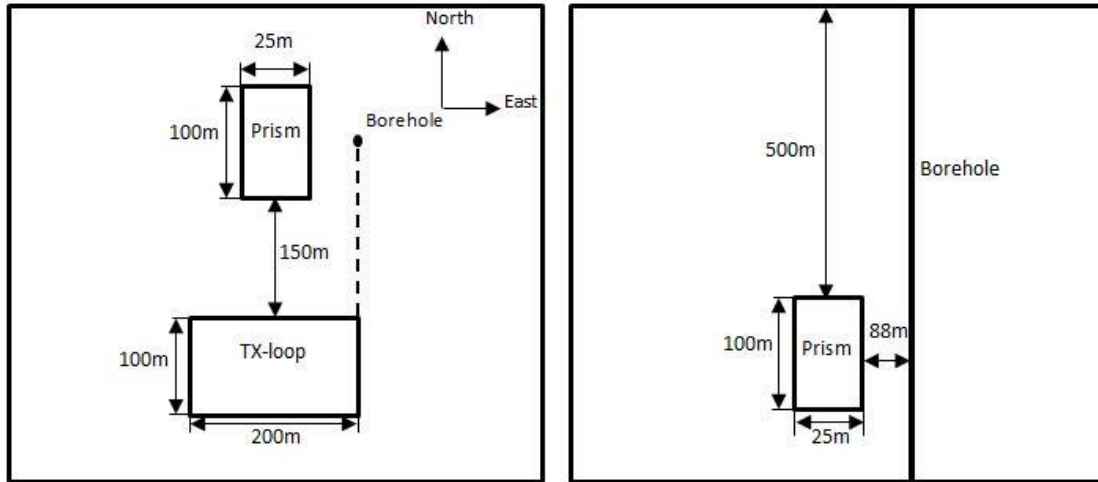 North
25m
East
Borehole
100m
Prism
150m
100m
TX-loop
200m
500m
Borehole
88m
100m
Prism
25m